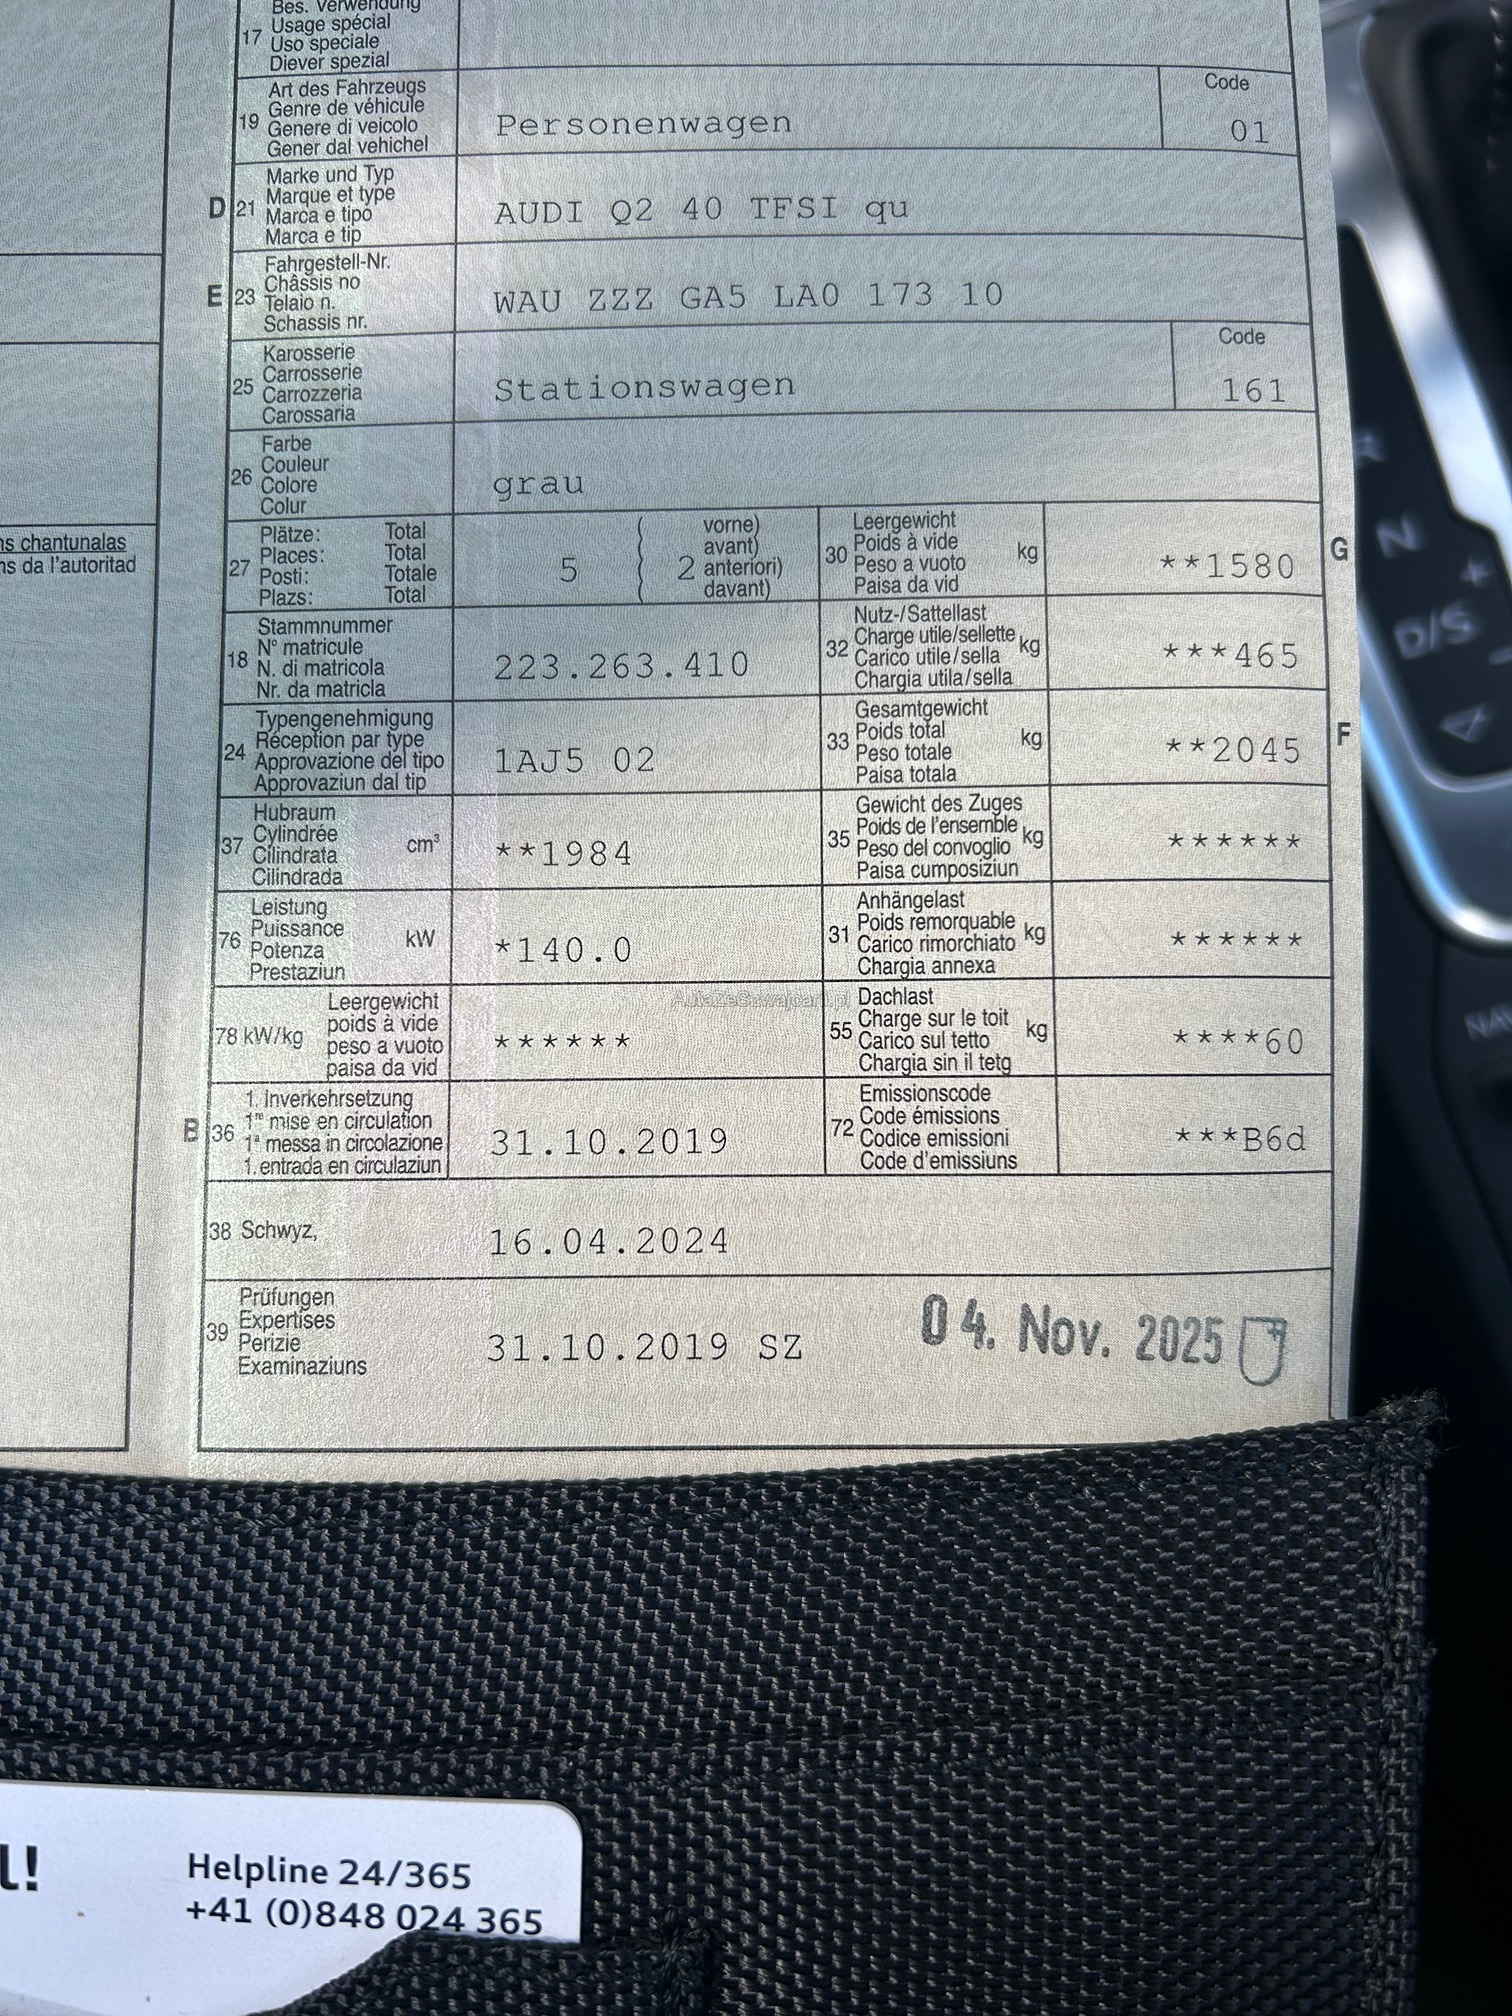 Bes. Verwendung
17 Usage spécial
Uso speciale
Diever spezial
Art des Fahrzeugs
19 Genre de véhicule
Genere di veicolo
Gener dal vehichel
Personenwagen
Code
01
Marke und Typ
D 21 Marque et type
Marca e tipo
Marca e tip
AUDI Q2 40 TFSI qu
Fahrgestell-Nr.
E 23 Châssis no
Telaio n.
Schassis nr.
WAU ZZZ GA5 LA0 173 10
Karosserie
25 Carrosserie
Carrozzeria
Carossaria
Stationswagen
Code
161
Farbe
26 Couleur
Colore
Colur
grau
ns chantunalas
ns da l'autoritad
Plätze: Total
27 Places: Total
Posti: Totale
Plazs: Total
5
2
vorne)
avant)
anteriori)
davant)
Leergewicht
30 Poids à vide kg
Peso a vuoto
Paisa da vid
**1580 G
Stammnummer
18 N° matricule
N. di matricola
Nr. da matricla
223.263.410
Nutz-/Sattellast
32 Charge utile/sellette kg
Carico utile/sella
Chargia utila/sella
***465
Typengenehmigung
24 Réception par type
Approvazione del tipo
Approvaziun dal tip
1AJ5 02
Gesamtgewicht
33 Poids total kg
Peso totale
Paisa totala
**2045 F
Hubraum
37 Cylindrée cm³
Cilindrata
Cilindrada
**1984
Gewicht des Zuges
35 Poids de l'ensemble kg
Peso del convoglio
Paisa cumposiziun
******
Leistung
76 Puissance kW
Potenza
Prestaziun
*140.0
Anhängelast
31 Poids remorquable kg
Carico rimorchiato
Chargia annexa
******
Leergewicht
78 kW/kg poids à vide
peso a vuoto
paisa da vid
******
AutaZeSzwajcarii.pl
Dachlast
55 Charge sur le toit kg
Carico sul tetto
Chargia sin il tetg
****60
1. Inverkehrsetzung
B 36 1re mise en circulation
1a messa in circolazione
1. entrada en circulaziun
31.10.2019
Emissionscode
72 Code émissions
Codice emissioni
Code d'emissiuns
***B6d
38 Schwyz,
16.04.2024
Prüfungen
39 Expertises
Perizie
Examinaziuns
31.10.2019 SZ
04. Nov. 2025
R
N
+
D/S
-
NAV
l!
Helpline 24/365
+41 (0)848 024 365